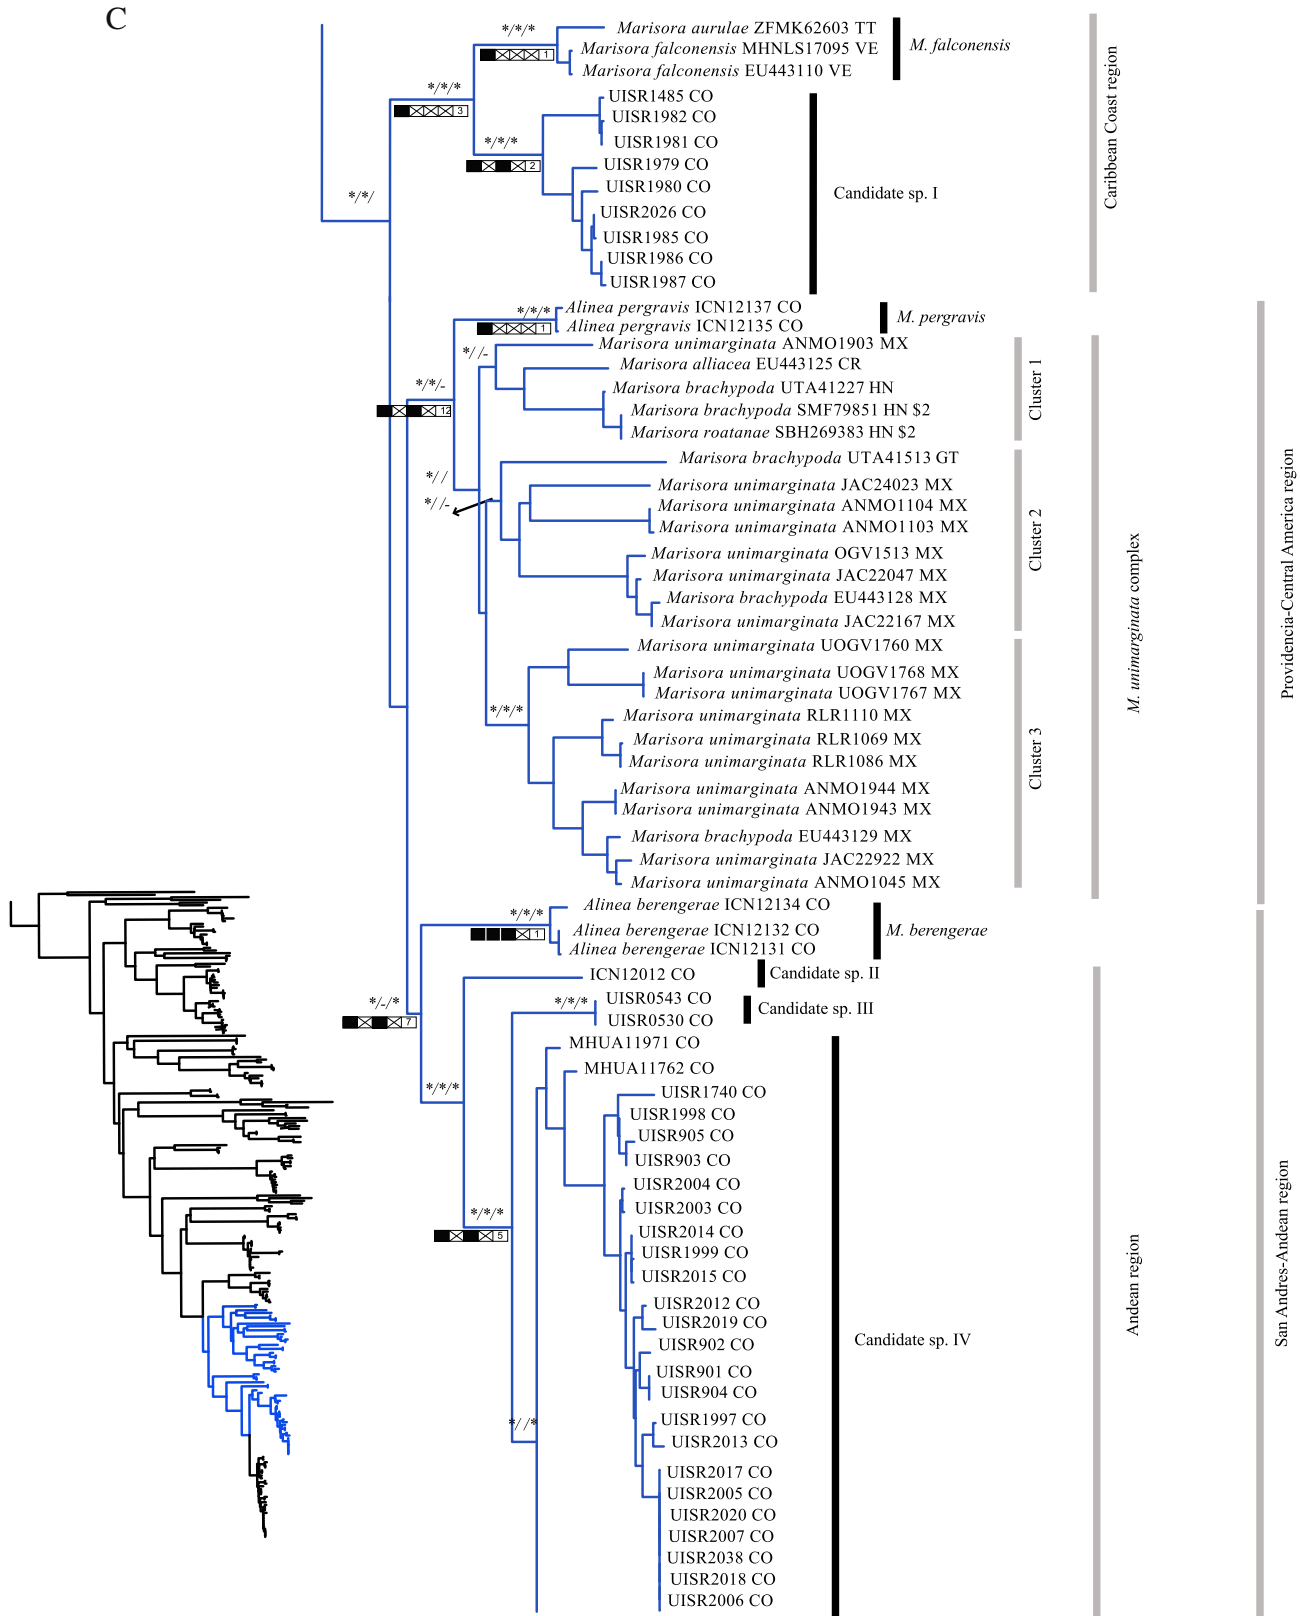 C
*/*/*
Marisora aurulae ZFMK62603 TT
Marisora falconensis MHNLS17095 VE
1
Marisora falconensis EU443110 VE
M. falconensis
*/*/*
3
UISR1485 CO
UISR1982 CO
UISR1981 CO
*/*/*
2
UISR1979 CO
UISR1980 CO
UISR2026 CO
UISR1985 CO
UISR1986 CO
UISR1987 CO
Candidate sp. I
Caribbean Coast region
*/*/
*/*/*
Alinea pergravis ICN12137 CO
1
Alinea pergravis ICN12135 CO
M. pergravis
Marisora unimarginata ANMO1903 MX
*/ /-
Marisora alliacea EU443125 CR
*/*/-
Marisora brachypoda UTA41227 HN
12
Marisora brachypoda SMF79851 HN $2
Marisora roatanae SBH269383 HN $2
Cluster 1
Marisora brachypoda UTA41513 GT
*/ /
Marisora unimarginata JAC24023 MX
*/ /-
Marisora unimarginata ANMO1104 MX
Marisora unimarginata ANMO1103 MX
Marisora unimarginata OGV1513 MX
Marisora unimarginata JAC22047 MX
Marisora brachypoda EU443128 MX
Marisora unimarginata JAC22167 MX
Cluster 2
Marisora unimarginata UOGV1760 MX
Marisora unimarginata UOGV1768 MX
Marisora unimarginata UOGV1767 MX
*/*/*
Marisora unimarginata RLR1110 MX
Marisora unimarginata RLR1069 MX
Marisora unimarginata RLR1086 MX
Marisora unimarginata ANMO1944 MX
Marisora unimarginata ANMO1943 MX
Marisora brachypoda EU443129 MX
Marisora unimarginata JAC22922 MX
Marisora unimarginata ANMO1045 MX
Cluster 3
M. unimarginata complex
Providencia-Central America region
*/*/*
Alinea berengerae ICN12134 CO
1
Alinea berengerae ICN12132 CO
Alinea berengerae ICN12131 CO
M. berengerae
ICN12012 CO
Candidate sp. II
*/-/*
7
*/*/*
UISR0543 CO
UISR0530 CO
Candidate sp. III
MHUA11971 CO
MHUA11762 CO
*/*/*
UISR1740 CO
UISR1998 CO
UISR905 CO
UISR903 CO
UISR2004 CO
UISR2003 CO
*/*/*
5
UISR2014 CO
UISR1999 CO
UISR2015 CO
UISR2012 CO
UISR2019 CO
UISR902 CO
UISR901 CO
UISR904 CO
*/ /*
UISR1997 CO
UISR2013 CO
UISR2017 CO
UISR2005 CO
UISR2020 CO
UISR2007 CO
UISR2038 CO
UISR2018 CO
UISR2006 CO
Candidate sp. IV
Andean region
San Andres-Andean region